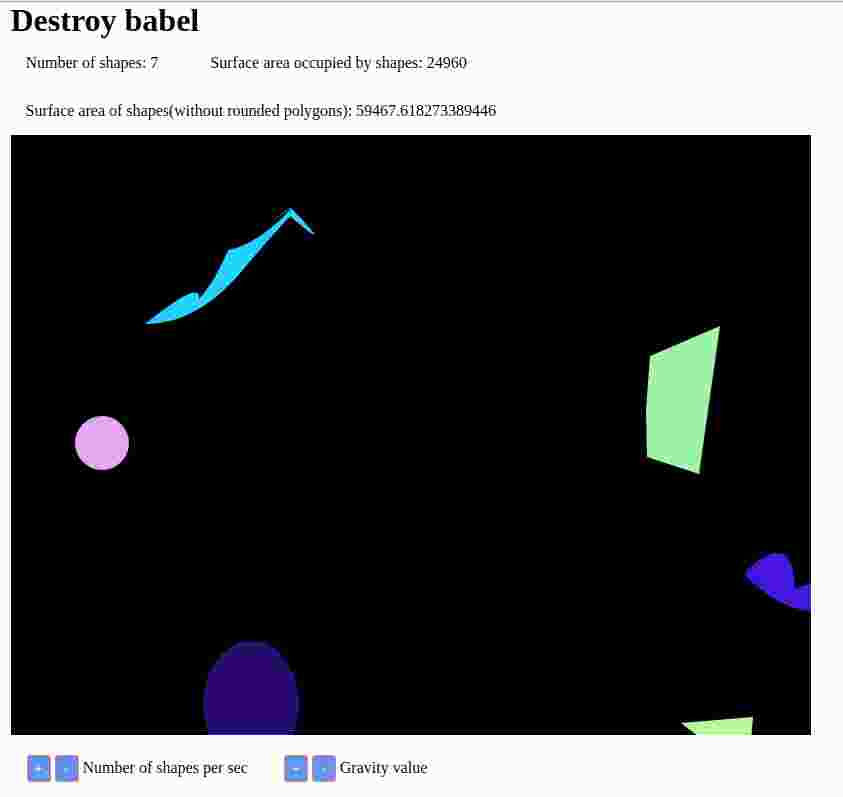 Destroy babel
Number of shapes: 7 Surface area occupied by shapes: 24960
Surface area of shapes(without rounded polygons): 59467.618273389446
+ - Number of shapes per sec - Gravity value